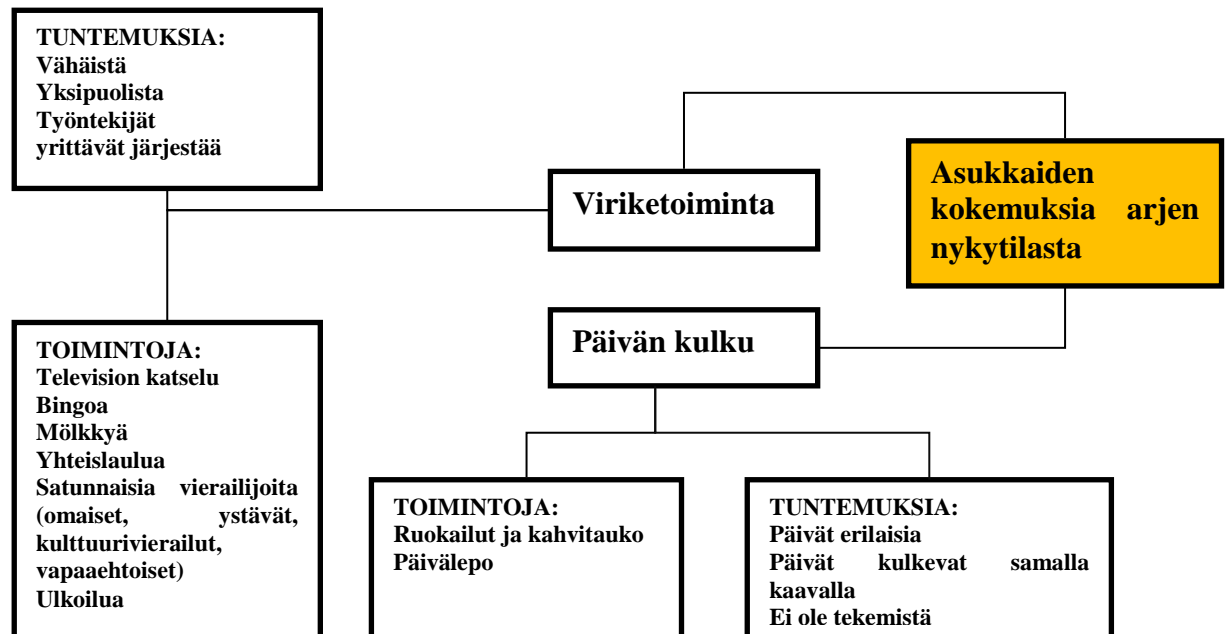 TUNTEMUKSIA:
Vähäistä
Yksipuolista
Työntekijät
yrittävät järjestää
Viriketoiminta
Asukkaiden
kokemuksia arjen
nykytilasta
Päivän kulku
TOIMINTOJA:
Television katselu
Bingoa
Mölkkyä
Yhteislaulua
Satunnaisia vierailijoita
(omaiset, ystävät,
kulttuurivierailut,
vapaaehtoiset)
Ulkoilua
TOIMINTOJA:
Ruokailut ja kahvitauko
Päivälepo
TUNTEMUKSIA:
Päivät erilaisia
Päivät kulkevat samalla
kaavalla
Ei ole tekemistä